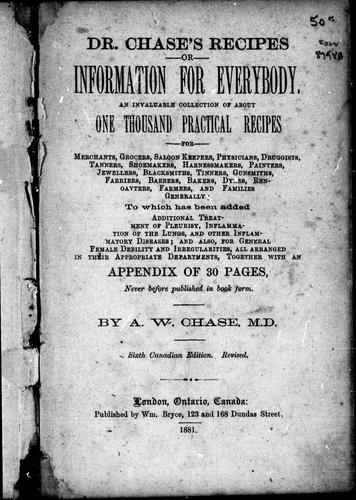 50c
DR. CHASE'S RECIPES
OR
INFORMATION FOR EVERYBODY.
AN INVALUABLE COLLECTION OF ABOUT
ONE THOUSAND PRACTICAL RECIPES
FOR
MERCHANTS, GROCERS, SALOON KEEPERS, PHYSICIANS, DRUGGISTS,
TANNERS, SHOEMAKERS, HARNESSMAKERS, PAINTERS,
JEWELLERS, BLACKSMITHS, TINNERS, GUNSMITHS,
FARRIERS, BARBERS, BAKERS, DY..RS, REN-
OAVTERS, FARMERS, AND FAMILIES
GENERALLY
To which has been added
ADDITIONAL TREAT-
MENT OF PLEURISY, INFLAMMA-
TION OF THE LUNGS, AND OTHER INFLAM-
MATORY DISEASES; AND ALSO, FOR GENERAL
FEMALE DEBILITY AND IRREGULARITIES, ALL ARRANGED
IN THEIR APPROPRIATE DEPARTMENTS, TOGETHER WITH AN
APPENDIX OF 30 PAGES,
Never before published in book form.
BY A. W. CHASE, M.D.
Sixth Canadian Edition. Revised.
London, Ontario, Canada:
Published by Wm. Bryce, 123 and 168 Dundas Street.
1881.